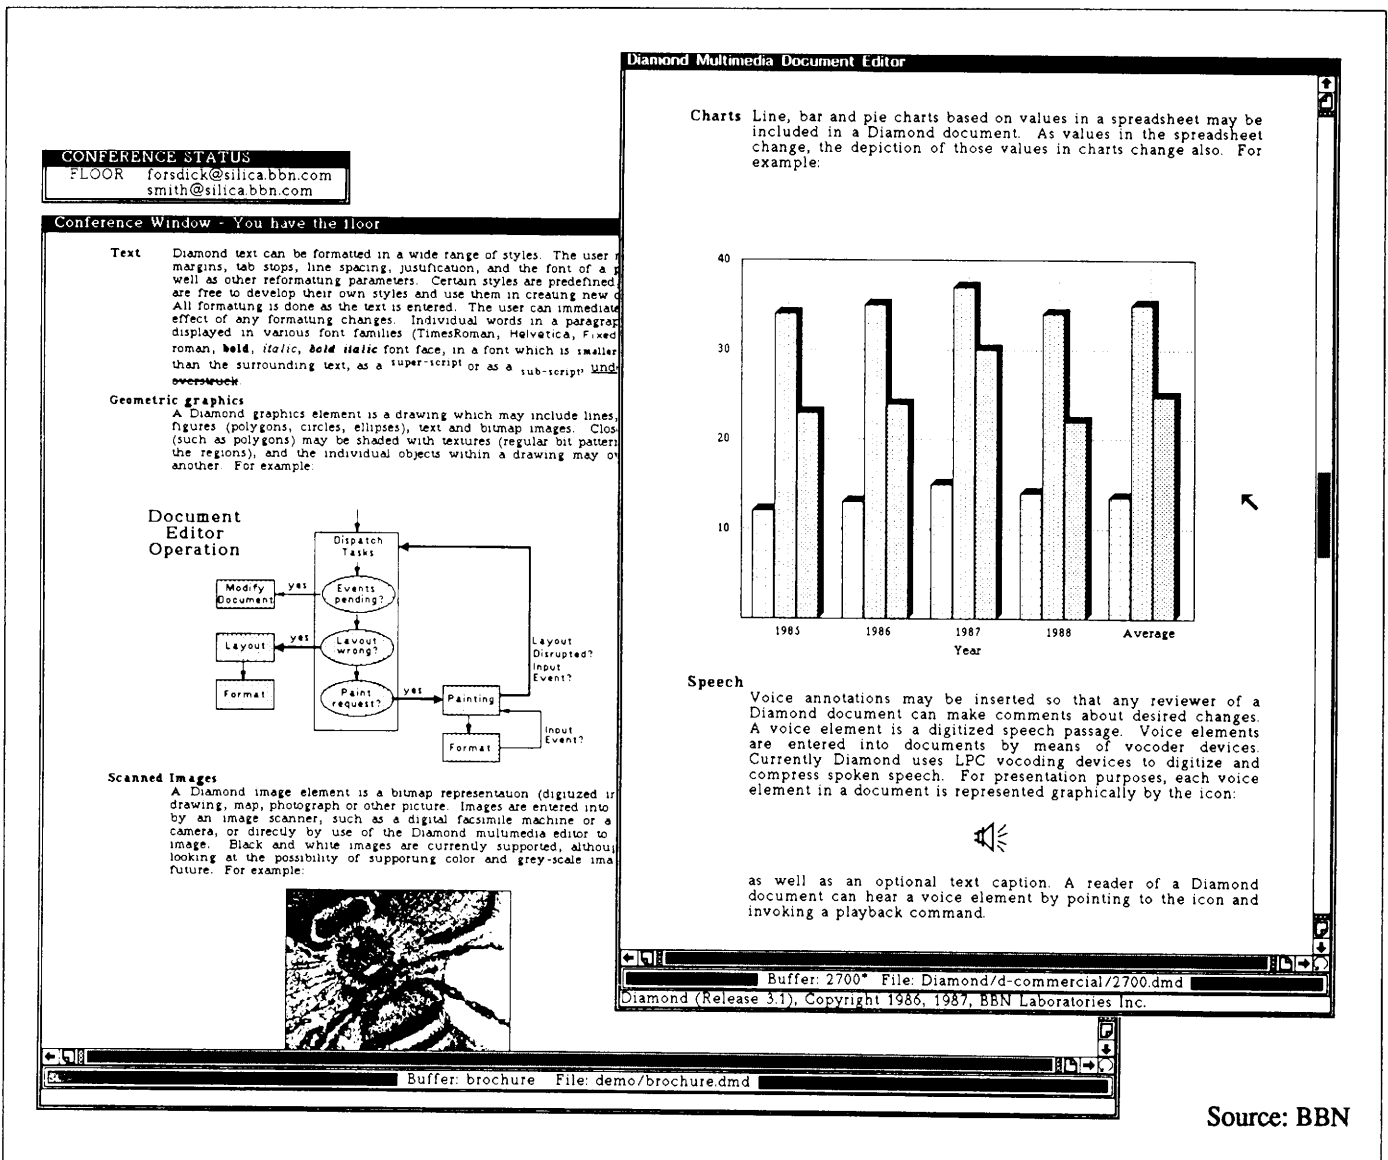 Diamond Multimedia Document Editor
Charts Line, bar and pie charts based on values in a spreadsheet may be
included in a Diamond document. As values in the spreadsheet
change, the depiction of those values in charts change also. For
example:
40
30
20
10
1985 1986 1987 1988 Average
Year
Speech
Voice annotations may be inserted so that any reviewer of a
Diamond document can make comments about desired changes.
A voice element is a digitized speech passage. Voice elements
are entered into documents by means of vocoder devices.
Currently Diamond uses LPC vocoding devices to digitize and
compress spoken speech. For presentation purposes, each voice
element in a document is represented graphically by the icon:
as well as an optional text caption. A reader of a Diamond
document can hear a voice element by pointing to the icon and
invoking a playback command.
Buffer: 2700* File: Diamond/d-commercial/2700.dmd
Diamond (Release 3.1), Copyright 1986, 1987, BBN Laboratories Inc.
CONFERENCE STATUS
FLOOR forsdick@silica.bbn.com
smith@silica.bbn.com
Conference Window - You have the floor
Text Diamond text can be formatted in a wide range of styles. The user
margins, tab stops, line spacing, justification, and the font of a
well as other reformatting parameters. Certain styles are predefined,
are free to develop their own styles and use them in creating new
All formatting is done as the text is entered. The user can immediate
effect of any formatting changes. Individual words in a paragrap
displayed in various font families (TimesRoman, Helvetica, Fixed
roman, bold, italic, bold italic font face, in a font which is smaller
than the surrounding text, as a super-script or as a sub-script, und
overstruck.
Geometric graphics
A Diamond graphics element is a drawing which may include lines,
figures (polygons, circles, ellipses), text and bitmap images. Clos
(such as polygons) may be shaded with textures (regular bit pattern
the regions), and the individual objects within a drawing may ov
another. For example:
Document
Editor
Operation
Dispatch
Tasks
Events
pending?
yes
Modify
Document
Layout
wrong?
yes
Layout
Format
Paint
request?
yes
Painting
Format
Layout
Disrupted?
Input
Event?
Input
Event?
Scanned Images
A Diamond image element is a bitmap representation (digitized ir
drawing, map, photograph or other picture. Images are entered into
by an image scanner, such as a digital facsimile machine or a
camera, or directly by use of the Diamond multimedia editor to
image. Black and white images are currently supported, althoug
looking at the possibility of supporting color and grey-scale ima
future. For example:
Buffer: brochure File: demo/brochure.dmd
Source: BBN